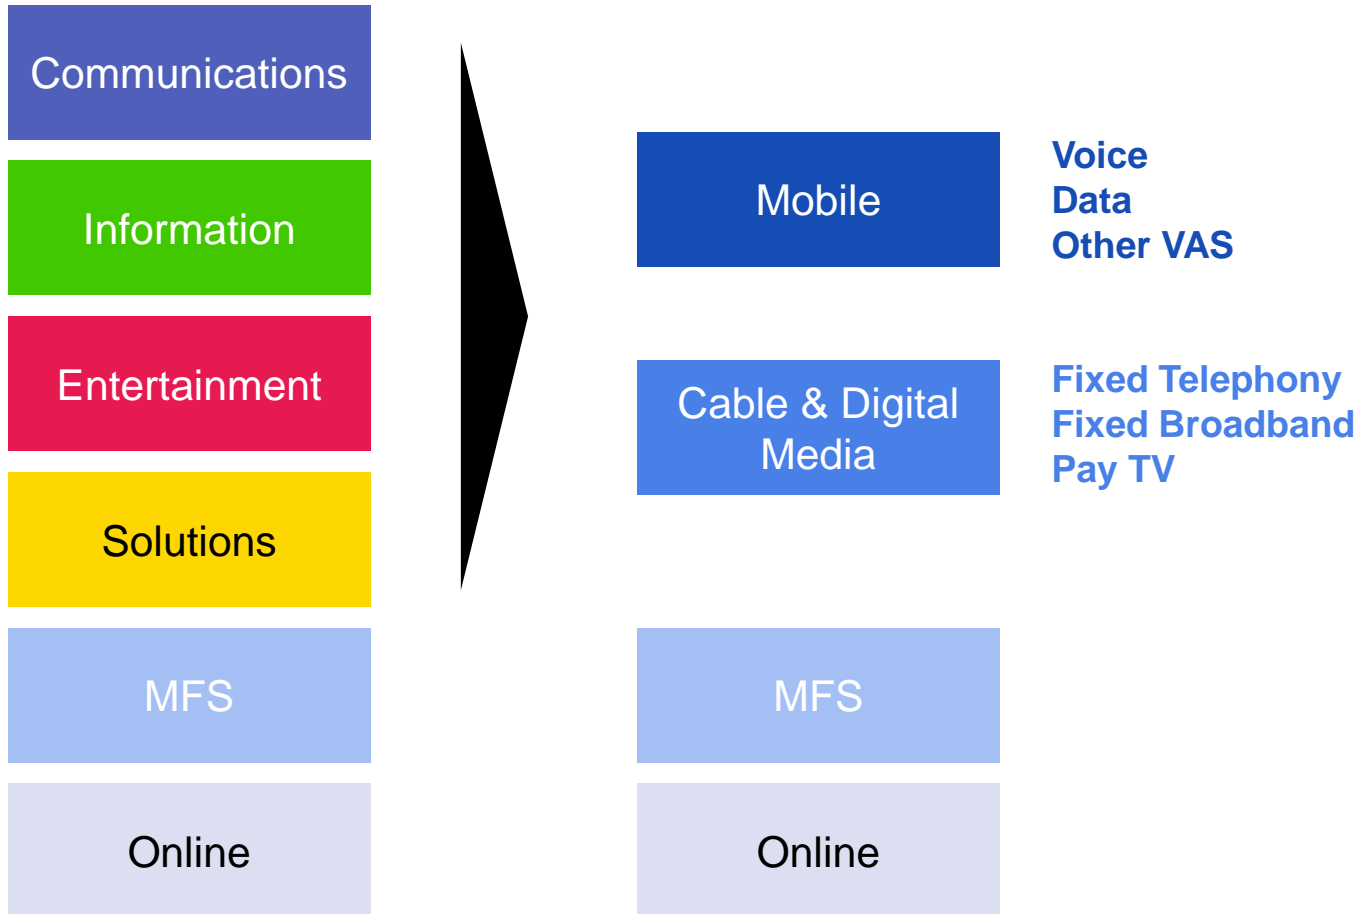 Communications
Information
Entertainment
Solutions
MFS
Online
Mobile
Voice
Data
Other VAS
Cable & Digital
Media
Fixed Telephony
Fixed Broadband
Pay TV
MFS
Online